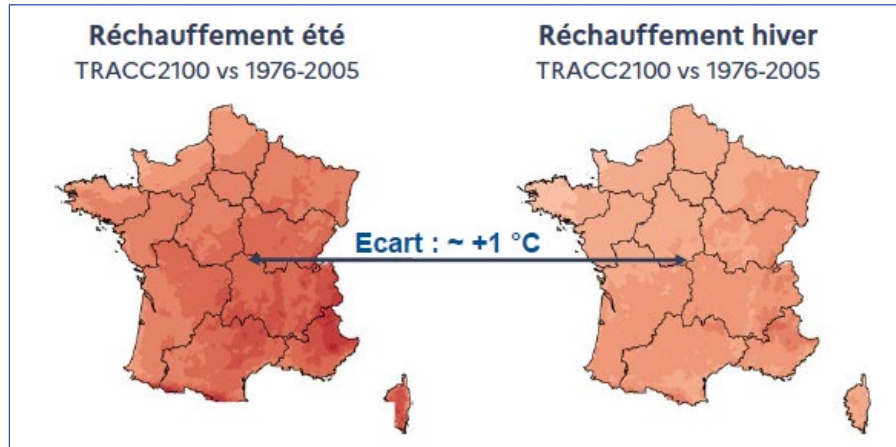 Réchauffement été
TRACC2100 vs 1976-2005
Réchauffement hiver
TRACC2100 vs 1976-2005
Ecart : ~ +1 °C